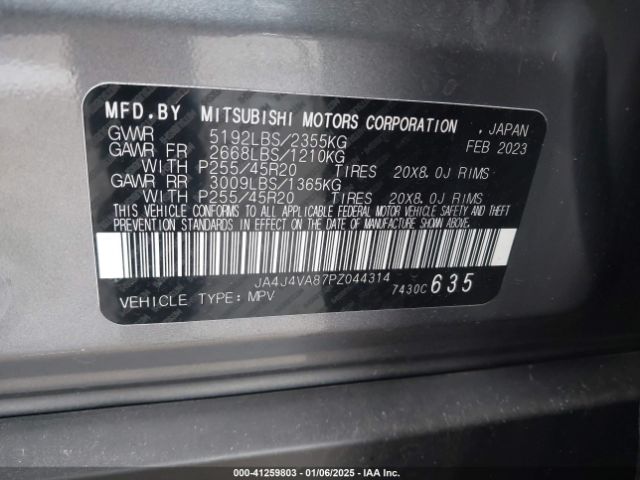 MFD.BY MITSUBISHI MOTORS CORPORATION , JAPAN
GVWR 5192LBS/2355KG FEB 2023
GAWR FR 2668LBS/1210KG
WITH P255/45R20 TIRES 20X8.0J RIMS
GAWR RR 3009LBS/1365KG
WITH P255/45R20 TIRES 20X8.0J RIMS
THIS VEHICLE CONFORMS TO ALL APPLICABLE FEDERAL MOTOR VEHICLE SAFETY AND THEFT
PREVENTION STANDARDS IN EFFECT ON THE DATE OF MANUFACTURE SHOWN ABOVE.
JA4J4VA87PZ044314
7430C 635
VEHICLE TYPE: MPV
000-41259803 - 01/06/2025 - IAA Inc.